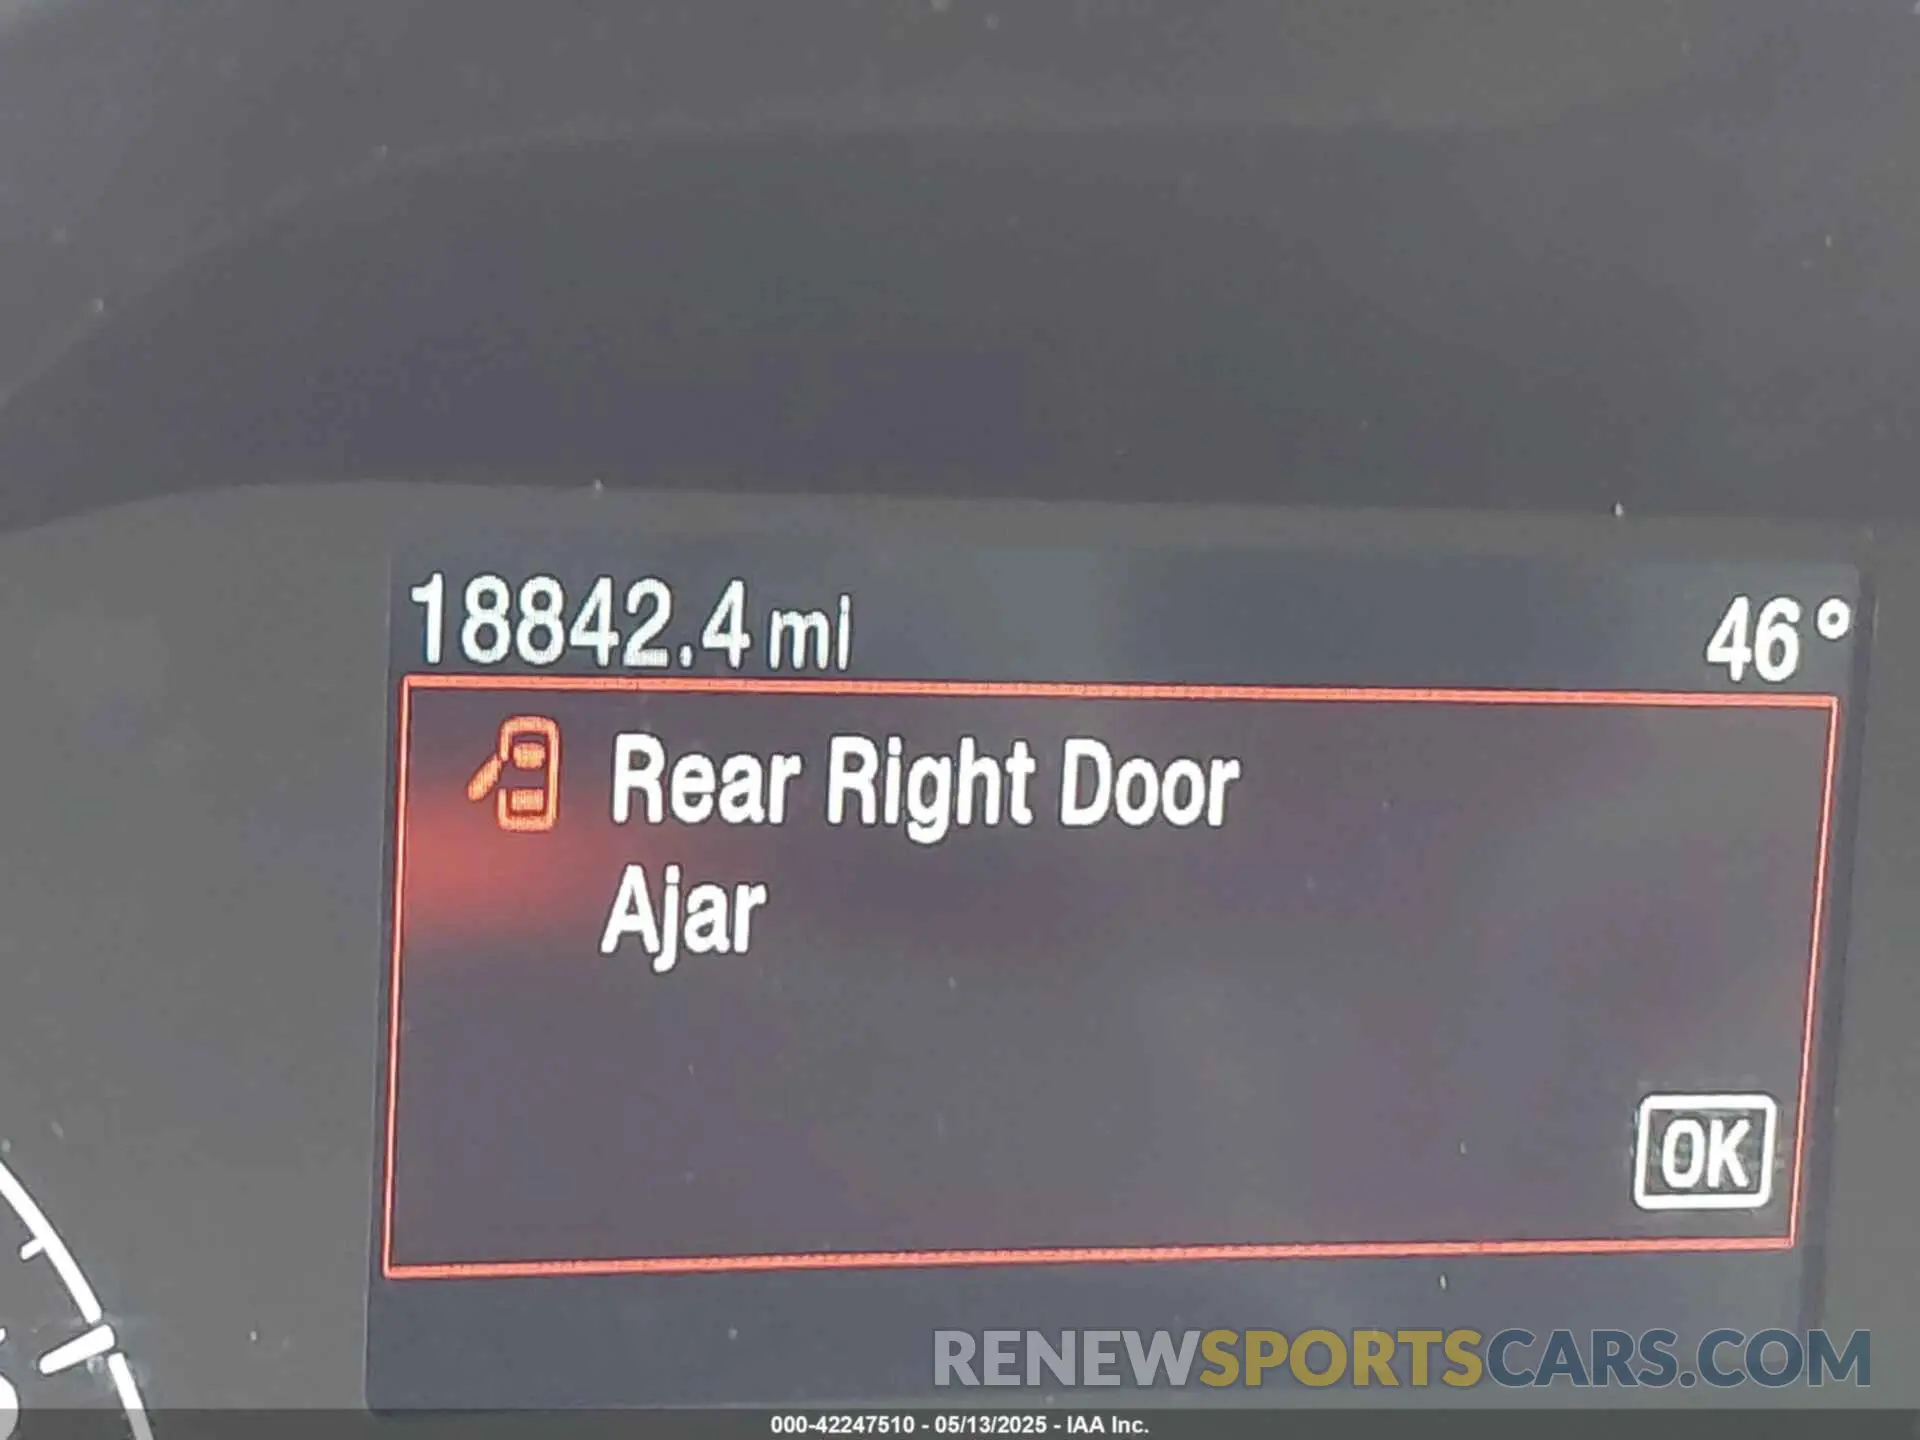 18842.4 mi 46°
Rear Right Door
Ajar
OK
RENEWSPORTSCARS.COM
000-42247510 - 05/13/2025 - IAA Inc.